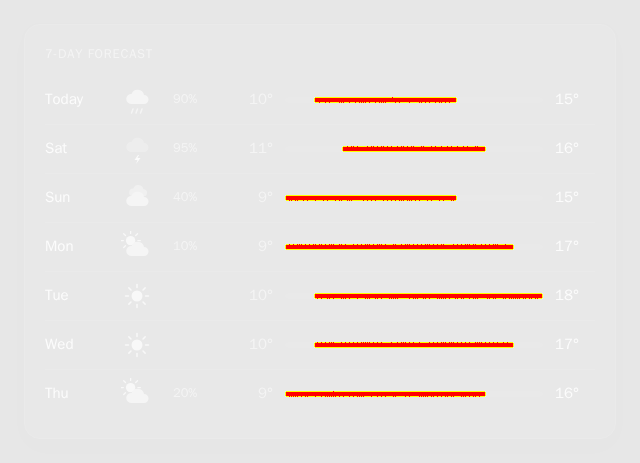 7-DAY FORECAST
Today 90% 10° 15°
Sat 95% 11° 16°
Sun 40% 9° 15°
Mon 10% 9° 17°
Tue 10° 18°
Wed 10° 17°
Thu 20% 9° 16°